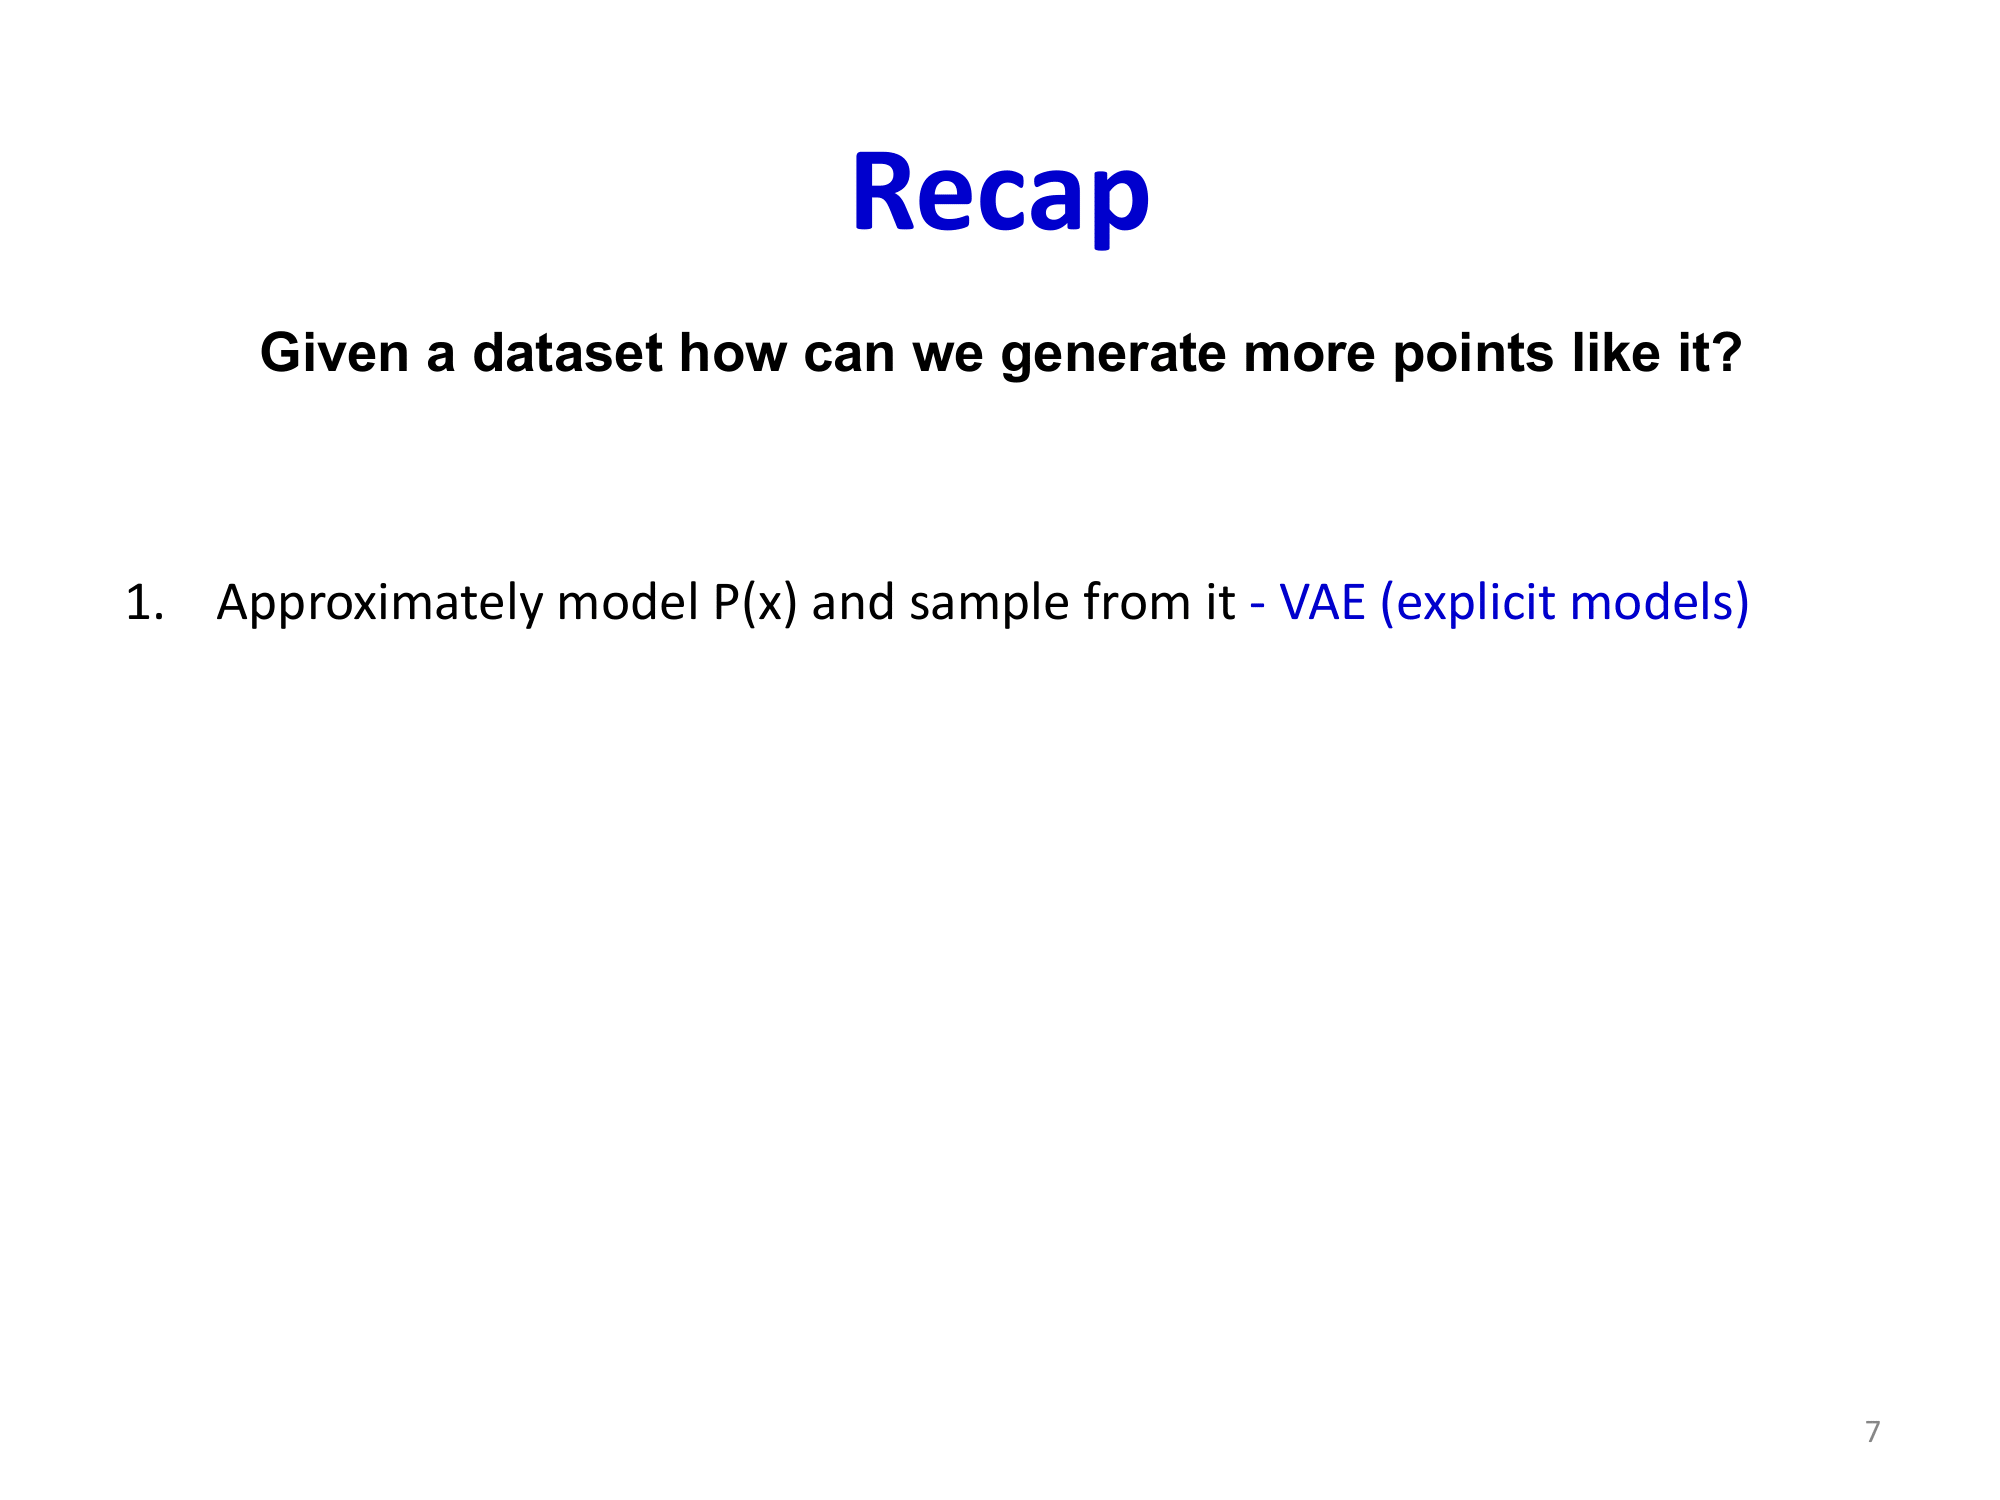 Recap
Given a dataset how can we generate more points like it?
1. Approximately model P(x) and sample from it - VAE (explicit models)
7